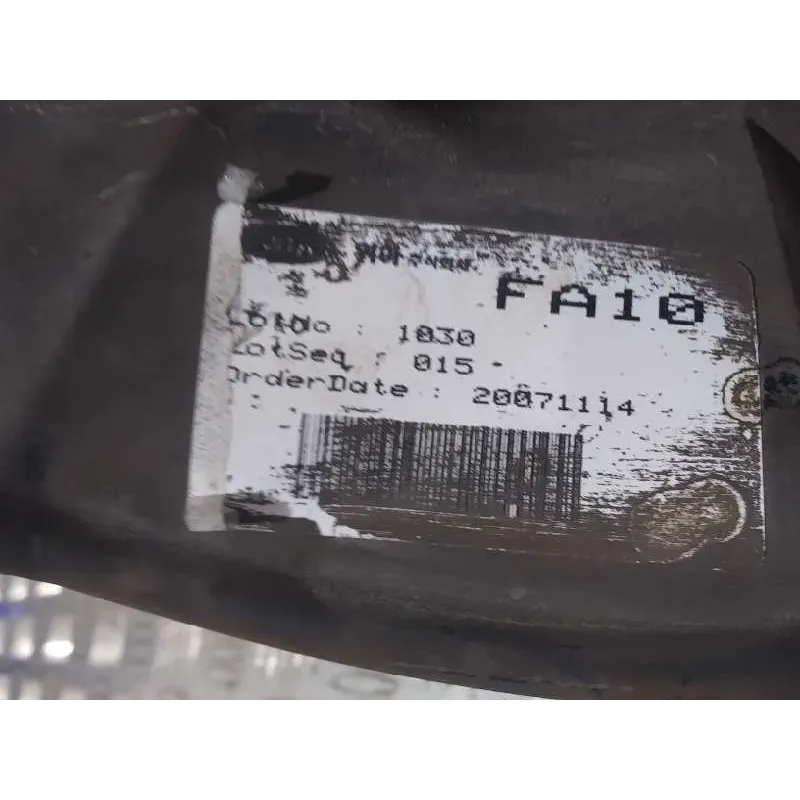 FA10
LotNo : 1030
LotSeq : 015
OrderDate : 20071114